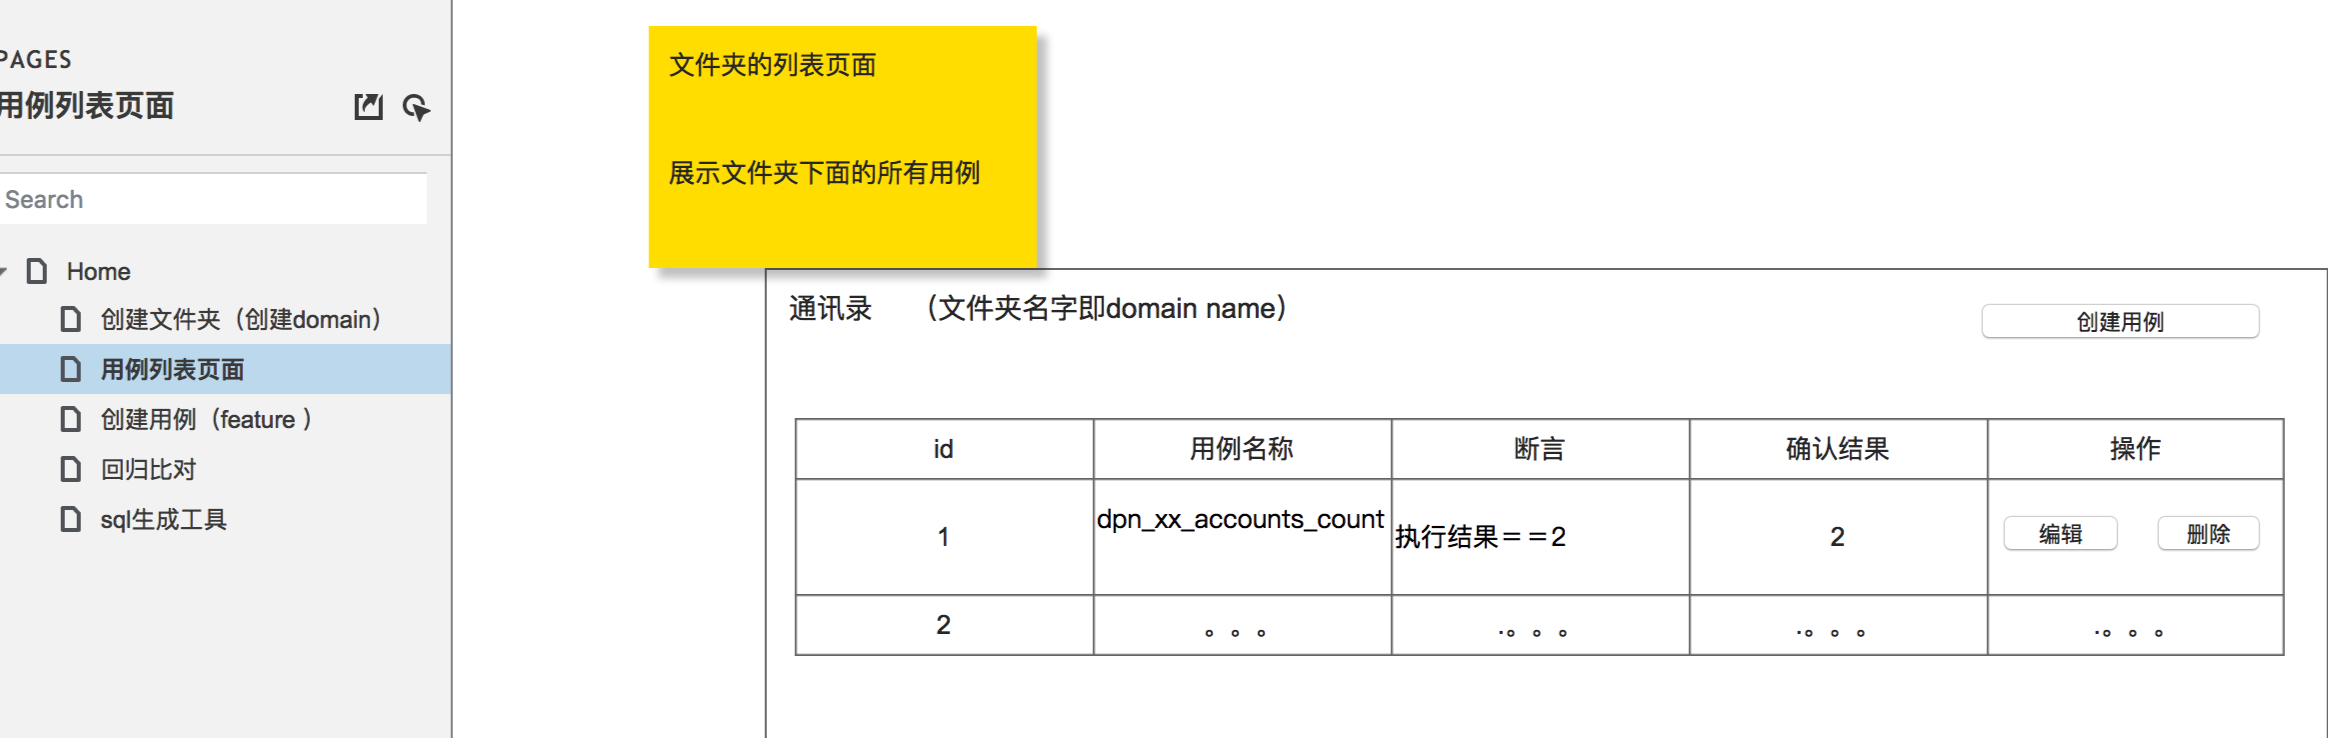 PAGES
用例列表页面
Search
Home
创建文件夹（创建domain）
用例列表页面
创建用例（feature ）
回归比对
sql生成工具
文件夹的列表页面
展示文件夹下面的所有用例
通讯录 （文件夹名字即domain name）
创建用例
id 用例名称 断言 确认结果 操作
1 dpn_xx_accounts_count 执行结果＝＝2 2 编辑 删除
2 。。。 .。。。 .。。。 .。。。